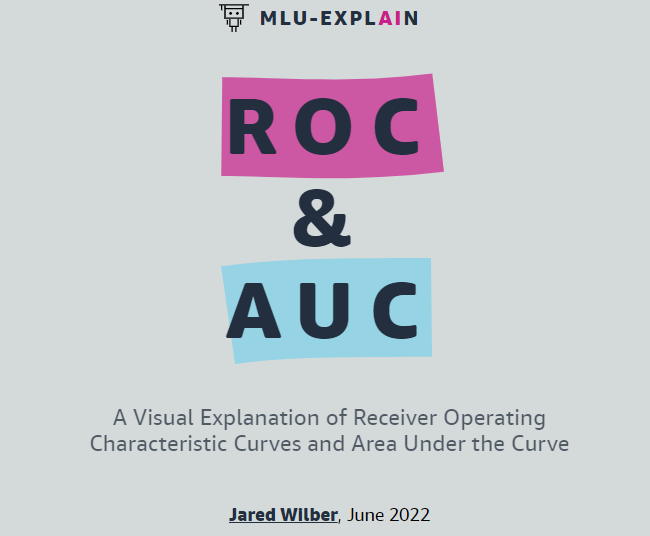 MLU-EXPLAIN
ROC
&
AUC
A Visual Explanation of Receiver Operating
Characteristic Curves and Area Under the Curve
Jared Wilber, June 2022